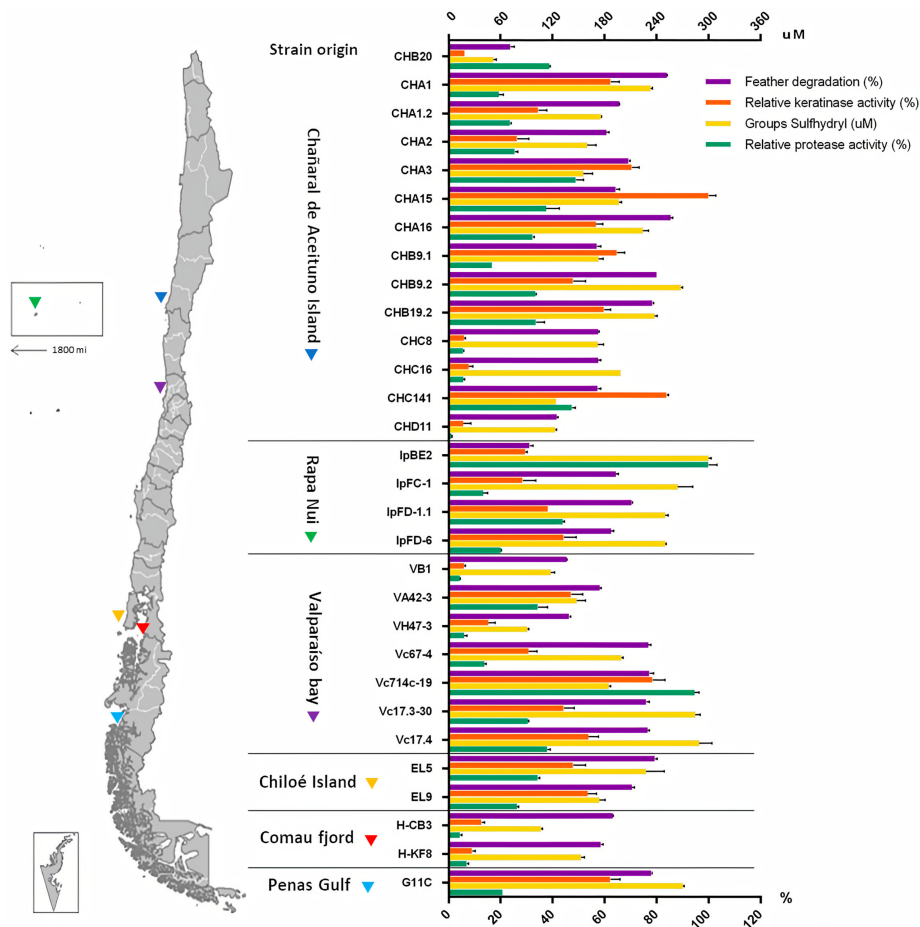 0 60 120 180 240 300 360
uM
Strain origin
Feather degradation (%)
Relative keratinase activity (%)
Groups Sulfhydryl (uM)
Relative protease activity (%)
Chañaral de Aceituno Island
CHB20
CHA1
CHA1.2
CHA2
CHA3
CHA15
CHA16
CHB9.1
CHB9.2
CHB19.2
CHC8
CHC16
CHC141
CHD11
1800 mi
Rapa Nui
IpBE2
IpFC-1
IpFD-1.1
IpFD-6
Valparaíso bay
VB1
VA42-3
VH47-3
Vc67-4
Vc714c-19
Vc17.3-30
Vc17.4
Chiloé Island
EL5
EL9
Comau fjord
H-CB3
H-KF8
Penas Gulf
G11C
0 20 40 60 80 100 120
%